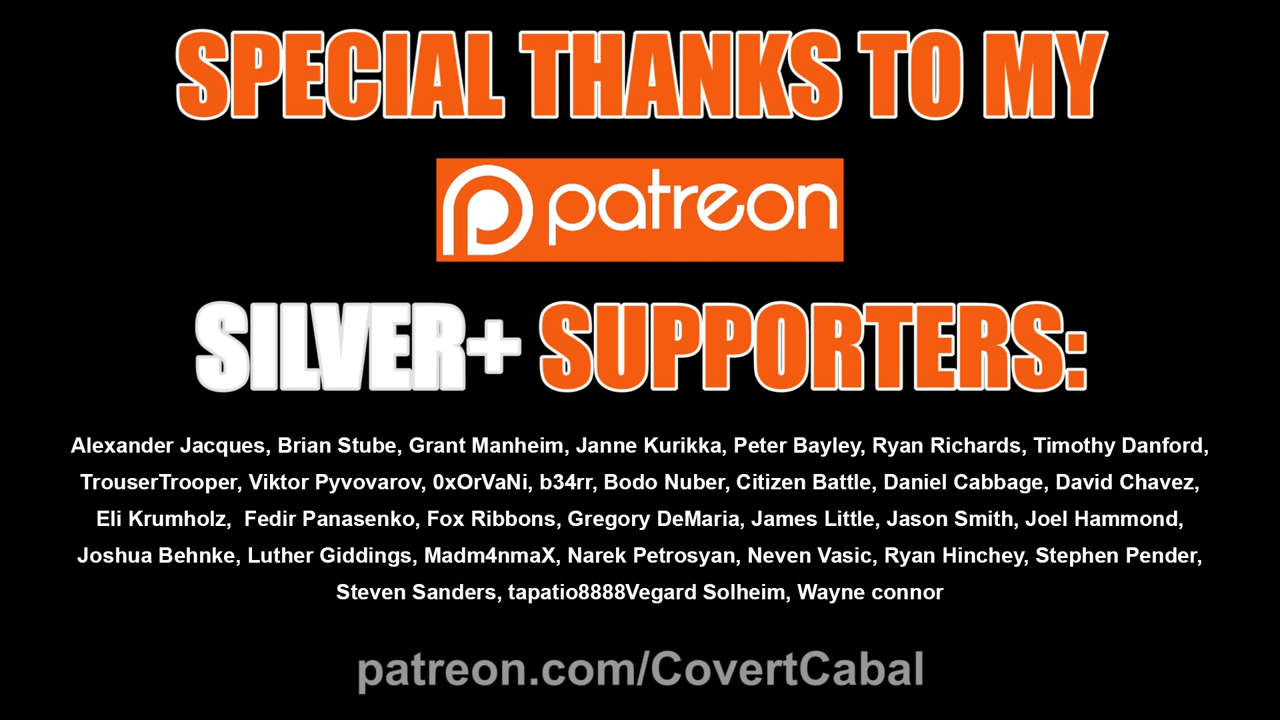 SPECIAL THANKS TO MY
patreon
SILVER+ SUPPORTERS:
Alexander Jacques, Brian Stube, Grant Manheim, Janne Kurikka, Peter Bayley, Ryan Richards, Timothy Danford,
TrouserTrooper, Viktor Pyvovarov, 0xOrVaNi, b34rr, Bodo Nuber, Citizen Battle, Daniel Cabbage, David Chavez,
Eli Krumholz,  Fedir Panasenko, Fox Ribbons, Gregory DeMaria, James Little, Jason Smith, Joel Hammond,
Joshua Behnke, Luther Giddings, Madm4nmaX, Narek Petrosyan, Neven Vasic, Ryan Hinchey, Stephen Pender,
Steven Sanders, tapatio8888Vegard Solheim, Wayne connor
patreon.com/CovertCabal